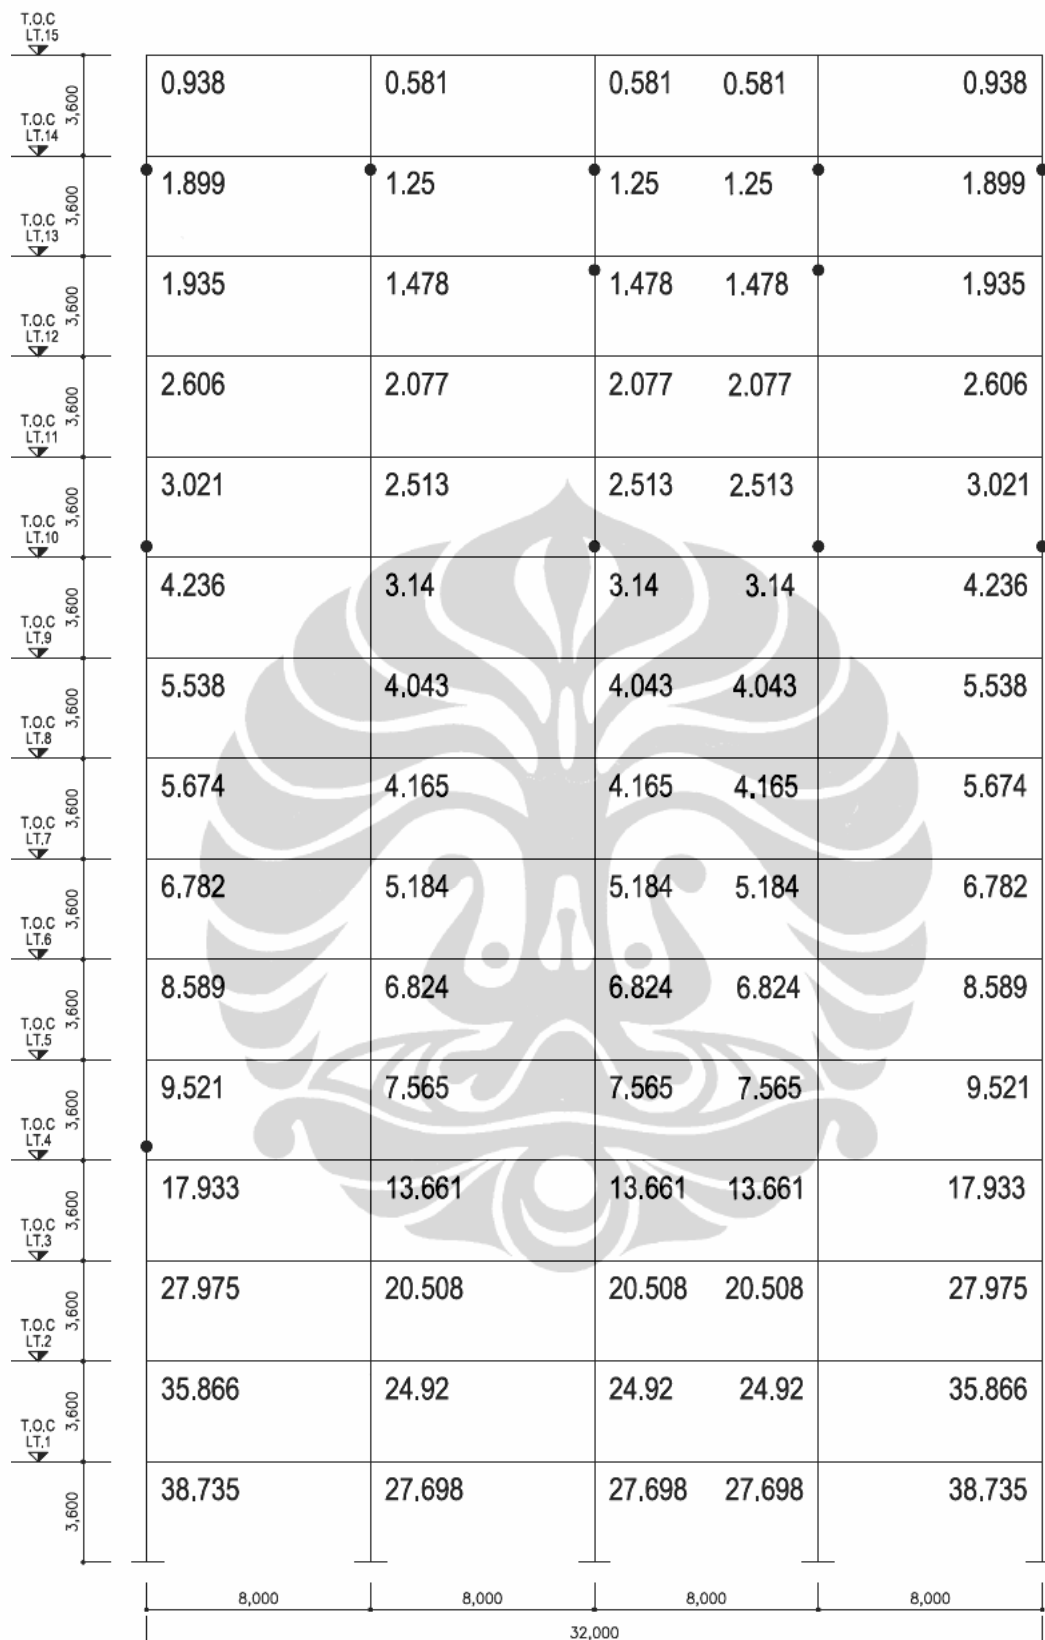 T.O.C
LT.15
3,600
0.938 0.581 0.581 0.581 0.938
T.O.C
LT.14
3,600
1.899 1.25 1.25 1.25 1.899
T.O.C
LT.13
3,600
1.935 1.478 1.478 1.478 1.935
T.O.C
LT.12
3,600
2.606 2.077 2.077 2.077 2.606
T.O.C
LT.11
3,600
3.021 2.513 2.513 2.513 3.021
T.O.C
LT.10
3,600
4.236 3.14 3.14 3.14 4.236
T.O.C
LT.9
3,600
5.538 4.043 4.043 4.043 5.538
T.O.C
LT.8
3,600
5.674 4.165 4.165 4.165 5.674
T.O.C
LT.7
3,600
6.782 5.184 5.184 5.184 6.782
T.O.C
LT.6
3,600
8.589 6.824 6.824 6.824 8.589
T.O.C
LT.5
3,600
9.521 7.565 7.565 7.565 9.521
T.O.C
LT.4
3,600
17.933 13.661 13.661 13.661 17.933
T.O.C
LT.3
3,600
27.975 20.508 20.508 20.508 27.975
T.O.C
LT.2
3,600
35.866 24.92 24.92 24.92 35.866
T.O.C
LT.1
3,600
38.735 27.698 27.698 27.698 38.735
8,000 8,000 8,000 8,000
32,000